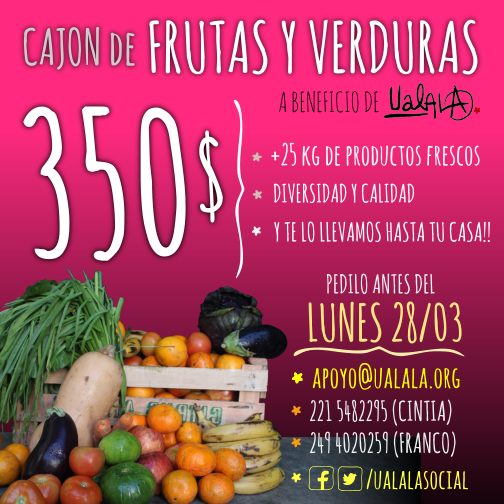 CAJON DE FRUTAS Y VERDURAS
A BENEFICIO DE UaLALA
350$
+25 KG DE PRODUCTOS FRESCOS
DIVERSIDAD Y CALIDAD
Y TE LO LLEVAMOS HASTA TU CASA!!
PEDILO ANTES DEL
LUNES 28/03
APOYO@UALALA.ORG
221 5482295 (CINTIA)
249 4020259 (FRANCO)
/UALALASOCIAL